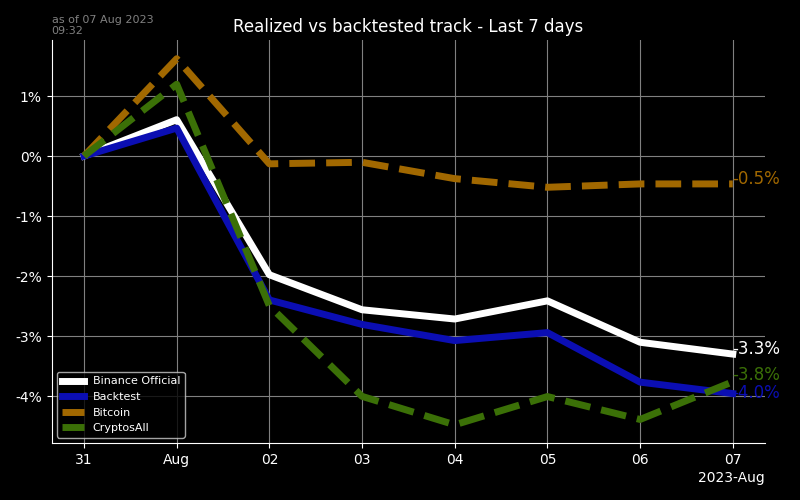 as of 07 Aug 2023
09:32
Realized vs backtested track - Last 7 days
1%
0%
-1%
-2%
-3%
-4%
-0.5%
-3.3%
-3.8%
-4.0%
Binance Official
Backtest
Bitcoin
CryptosAll
31 Aug 02 03 04 05 06 07
2023-Aug